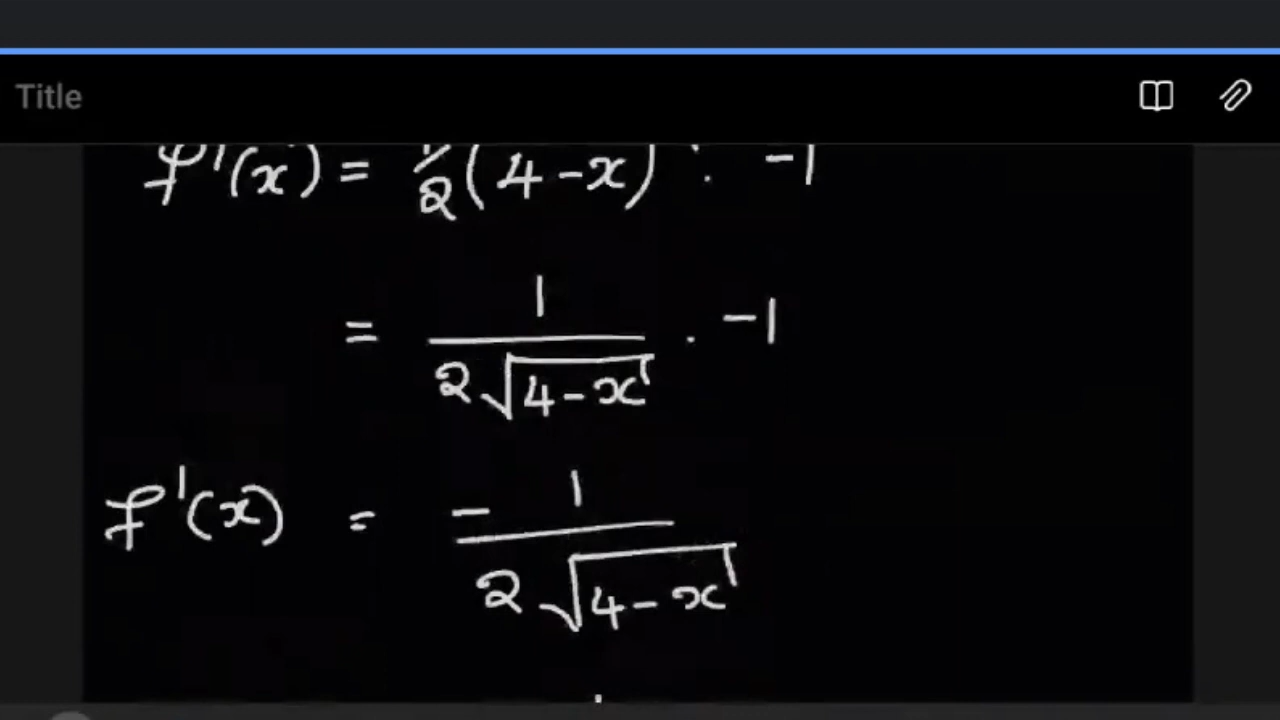 Title
f'(x) = 1/2 (4-x) . -1
= 1 / 2√(4-x) . -1
f'(x) = -1 / 2√(4-x)